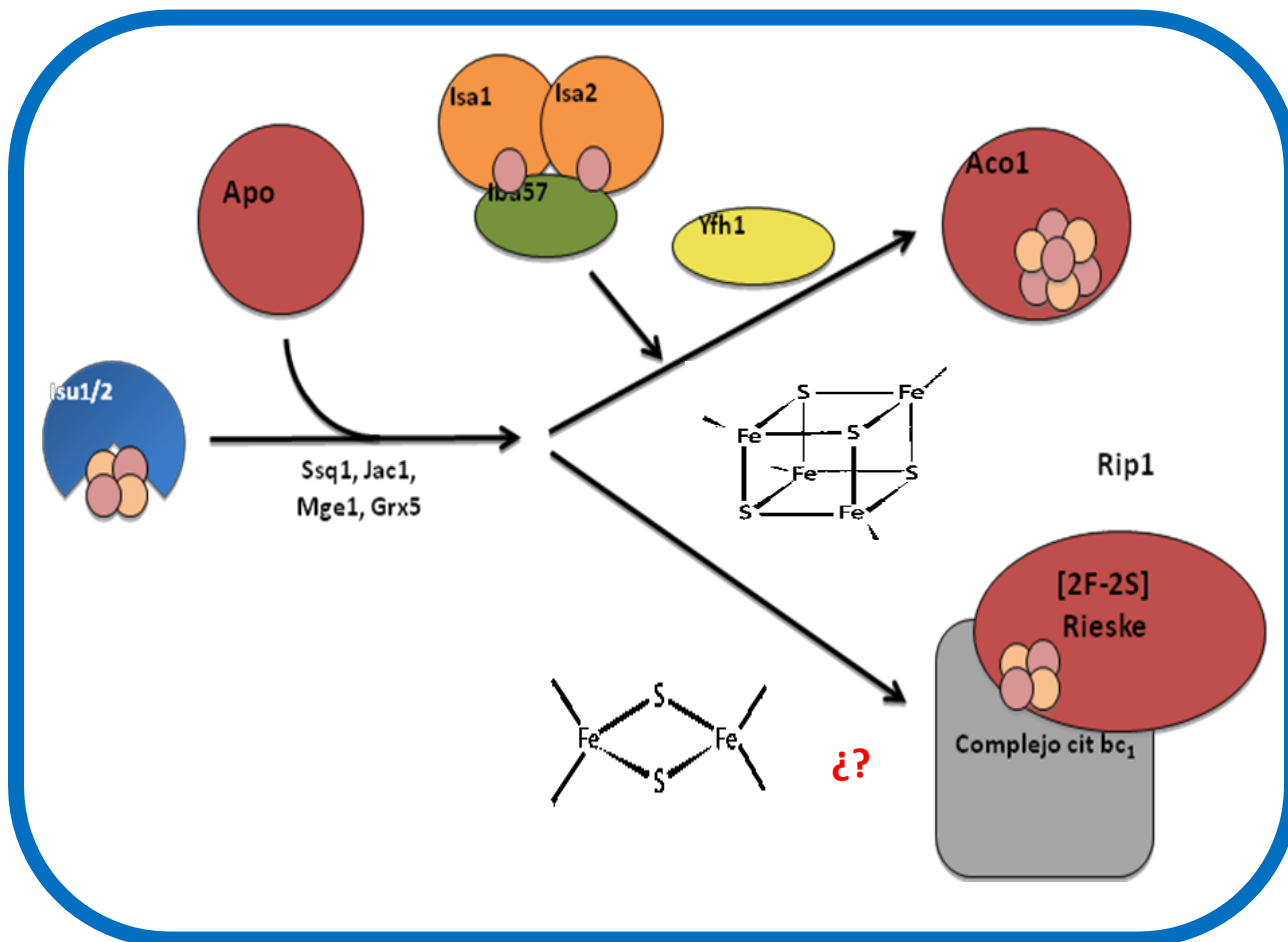 Isa1
Isa2
Apo
Iba57
Yfh1
Aco1
Isu1/2
Ssq1, Jac1,
Mge1, Grx5
S
Fe
Fe
S
Fe
S
S
Fe
Rip1
[2F-2S]
Rieske
S
Fe
Fe
S
¿?
Complejo cit bc₁